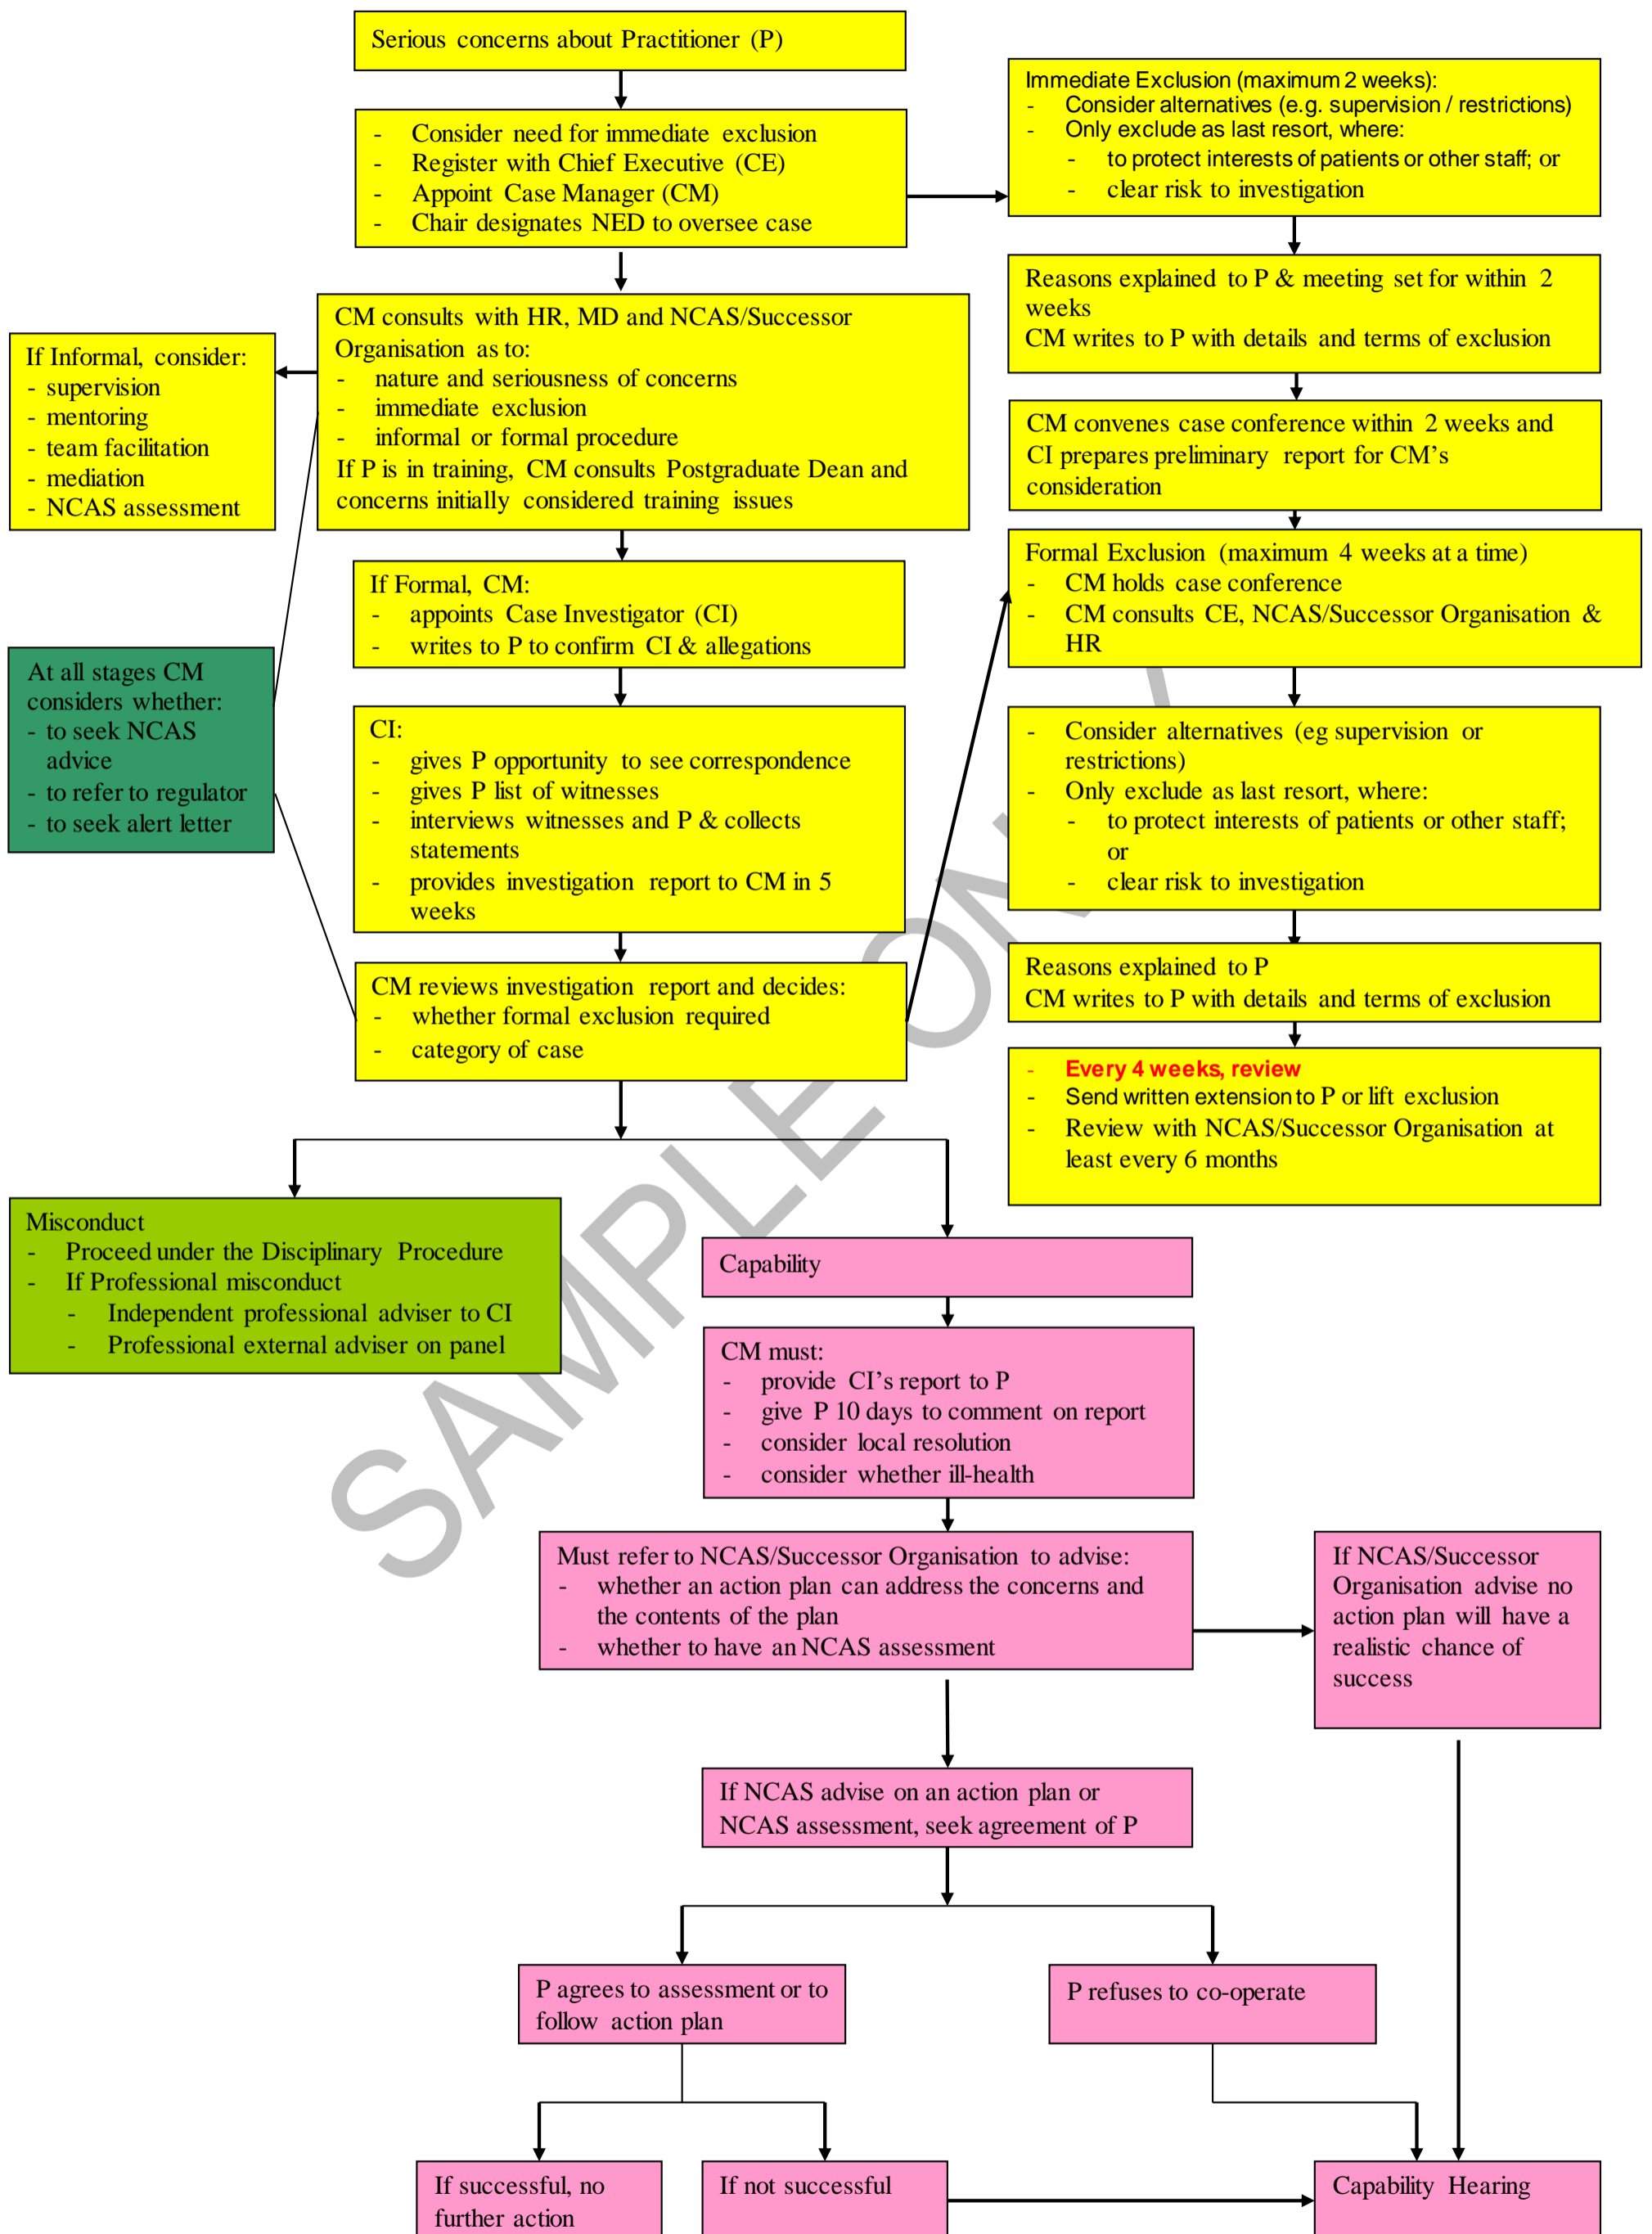 Serious concerns about Practitioner (P)
- Consider need for immediate exclusion
- Register with Chief Executive (CE)
- Appoint Case Manager (CM)
- Chair designates NED to oversee case
Immediate Exclusion (maximum 2 weeks):
- Consider alternatives (e.g. supervision / restrictions)
- Only exclude as last resort, where:
- to protect interests of patients or other staff; or
- clear risk to investigation
Reasons explained to P & meeting set for within 2
weeks
CM writes to P with details and terms of exclusion
CM consults with HR, MD and NCAS/Successor
Organisation as to:
- nature and seriousness of concerns
- immediate exclusion
- informal or formal procedure
If P is in training, CM consults Postgraduate Dean and
concerns initially considered training issues
If Informal, consider:
- supervision
- mentoring
- team facilitation
- mediation
- NCAS assessment
CM convenes case conference within 2 weeks and
CI prepares preliminary report for CM's
consideration
If Formal, CM:
- appoints Case Investigator (CI)
- writes to P to confirm CI & allegations
Formal Exclusion (maximum 4 weeks at a time)
- CM holds case conference
- CM consults CE, NCAS/Successor Organisation &
HR
At all stages CM
considers whether:
- to seek NCAS
advice
- to refer to regulator
- to seek alert letter
CI:
- gives P opportunity to see correspondence
- gives P list of witnesses
- interviews witnesses and P & collects
statements
- provides investigation report to CM in 5
weeks
- Consider alternatives (eg supervision or
restrictions)
- Only exclude as last resort, where:
- to protect interests of patients or other staff;
or
- clear risk to investigation
CM reviews investigation report and decides:
- whether formal exclusion required
- category of case
Reasons explained to P
CM writes to P with details and terms of exclusion
- Every 4 weeks, review
- Send written extension to P or lift exclusion
- Review with NCAS/Successor Organisation at
least every 6 months
SAMPLE ONLY
Misconduct
- Proceed under the Disciplinary Procedure
- If Professional misconduct
- Independent professional adviser to CI
- Professional external adviser on panel
Capability
CM must:
- provide CI's report to P
- give P 10 days to comment on report
- consider local resolution
- consider whether ill-health
Must refer to NCAS/Successor Organisation to advise:
- whether an action plan can address the concerns and
the contents of the plan
- whether to have an NCAS assessment
If NCAS/Successor
Organisation advise no
action plan will have a
realistic chance of
success
If NCAS advise on an action plan or
NCAS assessment, seek agreement of P
P agrees to assessment or to
follow action plan
P refuses to co-operate
If successful, no
further action
If not successful
Capability Hearing